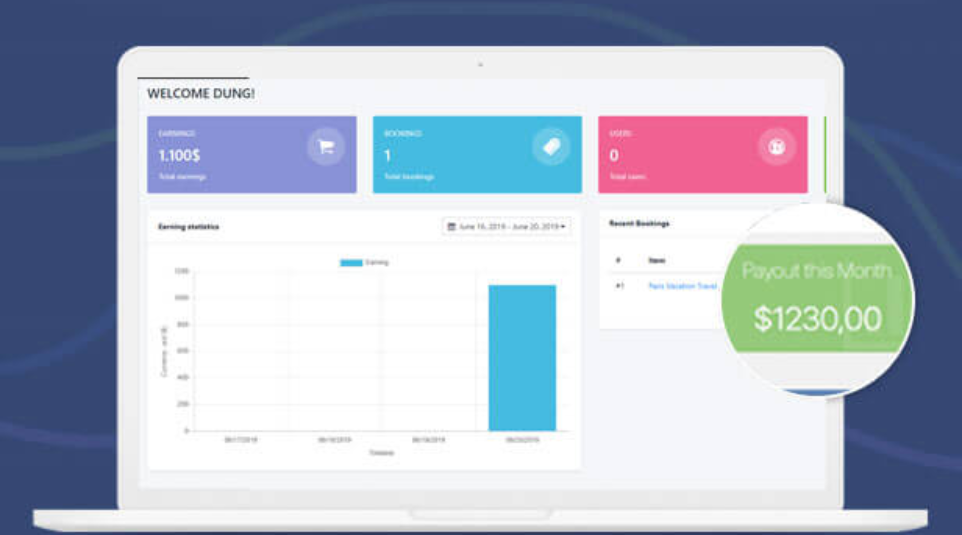 WELCOME DUNG!
EARNINGS
1.100$
Total earnings
BOOKINGS
1
Total bookings
USERS
0
Total users
Earning statistics
June 16, 2019 - June 20, 2019
Earning
1200
1000
800
600
400
200
0
06/17/2019
06/18/2019
06/19/2019
06/20/2019
Timeline
Recent Bookings
# Item
#1 Paris Vacation Travel
Payout this Month
$1230,00